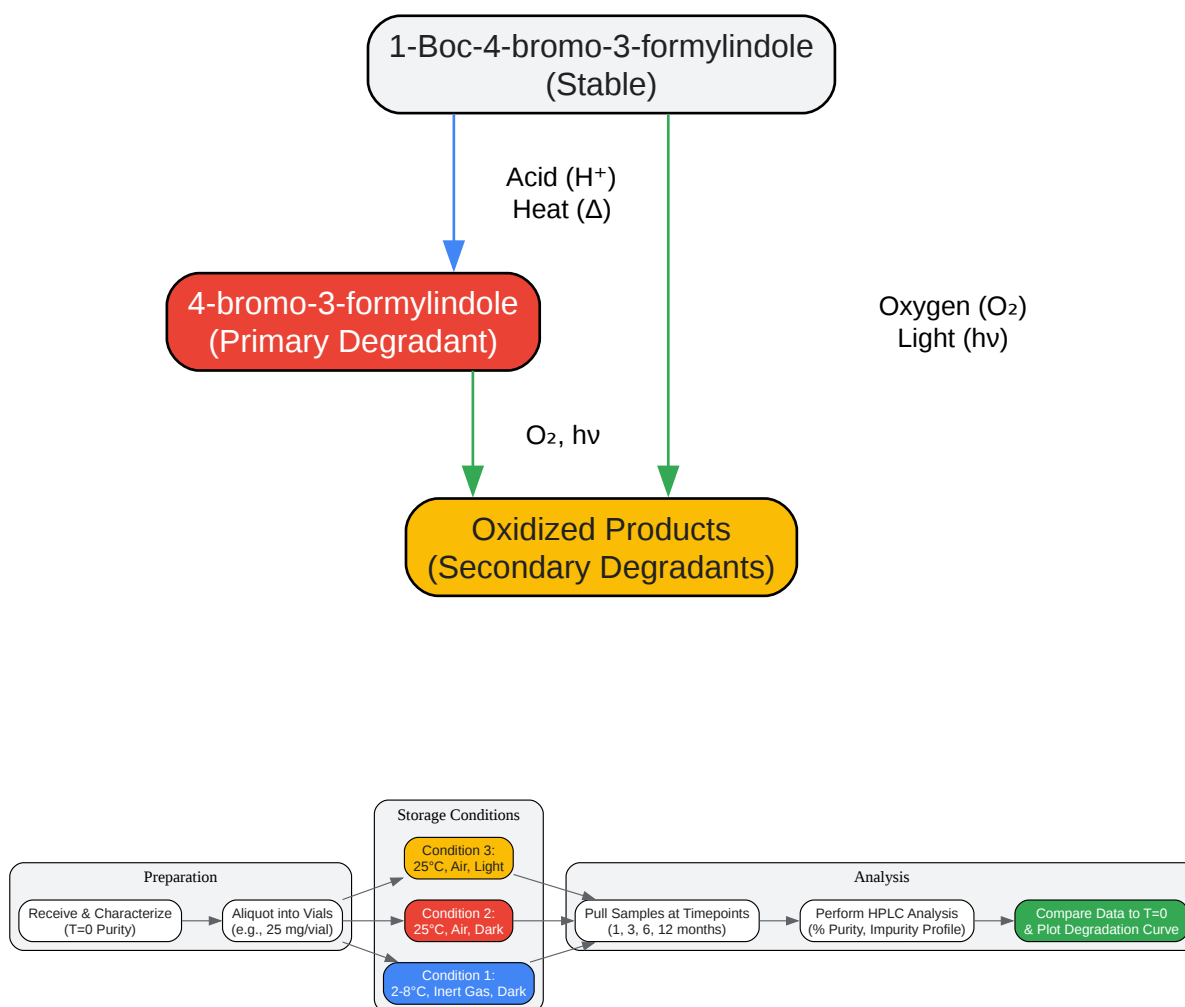 1-Boc-4-bromo-3-formylindole
(Stable)
Acid (H⁺)
Heat (Δ)
4-bromo-3-formylindole
(Primary Degradant)
Oxygen (O₂)
Light (hν)
O₂, hν
Oxidized Products
(Secondary Degradants)
Preparation
Receive & Characterize
(T=0 Purity)
Aliquot into Vials
(e.g., 25 mg/vial)
Storage Conditions
Condition 3:
25°C, Air, Light
Condition 2:
25°C, Air, Dark
Condition 1:
2-8°C, Inert Gas, Dark
Analysis
Pull Samples at Timepoints
(1, 3, 6, 12 months)
Perform HPLC Analysis
(% Purity, Impurity Profile)
Compare Data to T=0
& Plot Degradation Curve